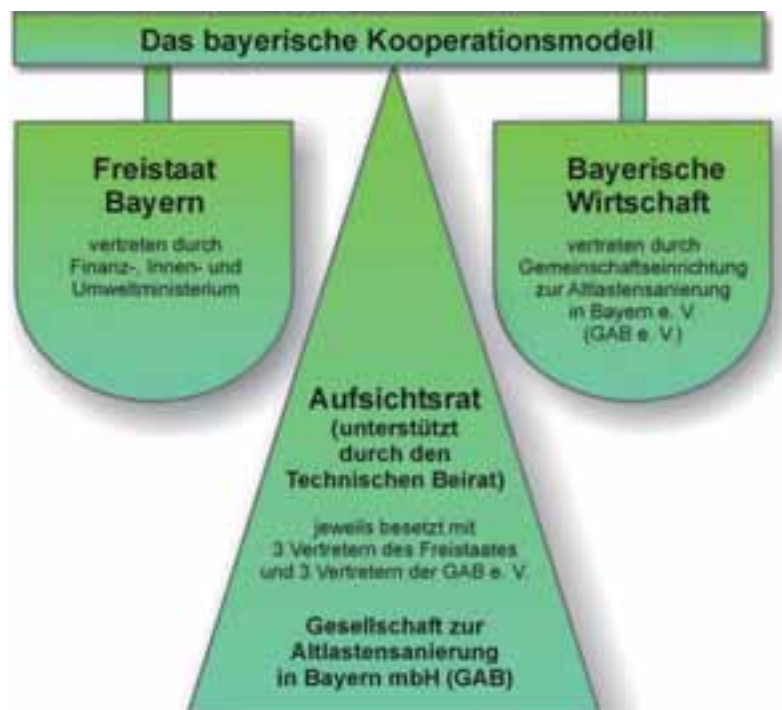 Das bayerische Kooperationsmodell
Freistaat
Bayern
vertreten durch
Finanz-, Innen- und
Umweltministerium
Bayerische
Wirtschaft
vertreten durch
Gemeinschaftseinrichtung
zur Altlastensanierung
in Bayern e. V.
(GAB e. V.)
Aufsichtsrat
(unterstützt
durch den
Technischen Beirat)
jeweils besetzt mit
3 Vertretern des Freistaates
und 3 Vertretern der GAB e. V.
Gesellschaft zur
Altlastensanierung
in Bayern mbH (GAB)